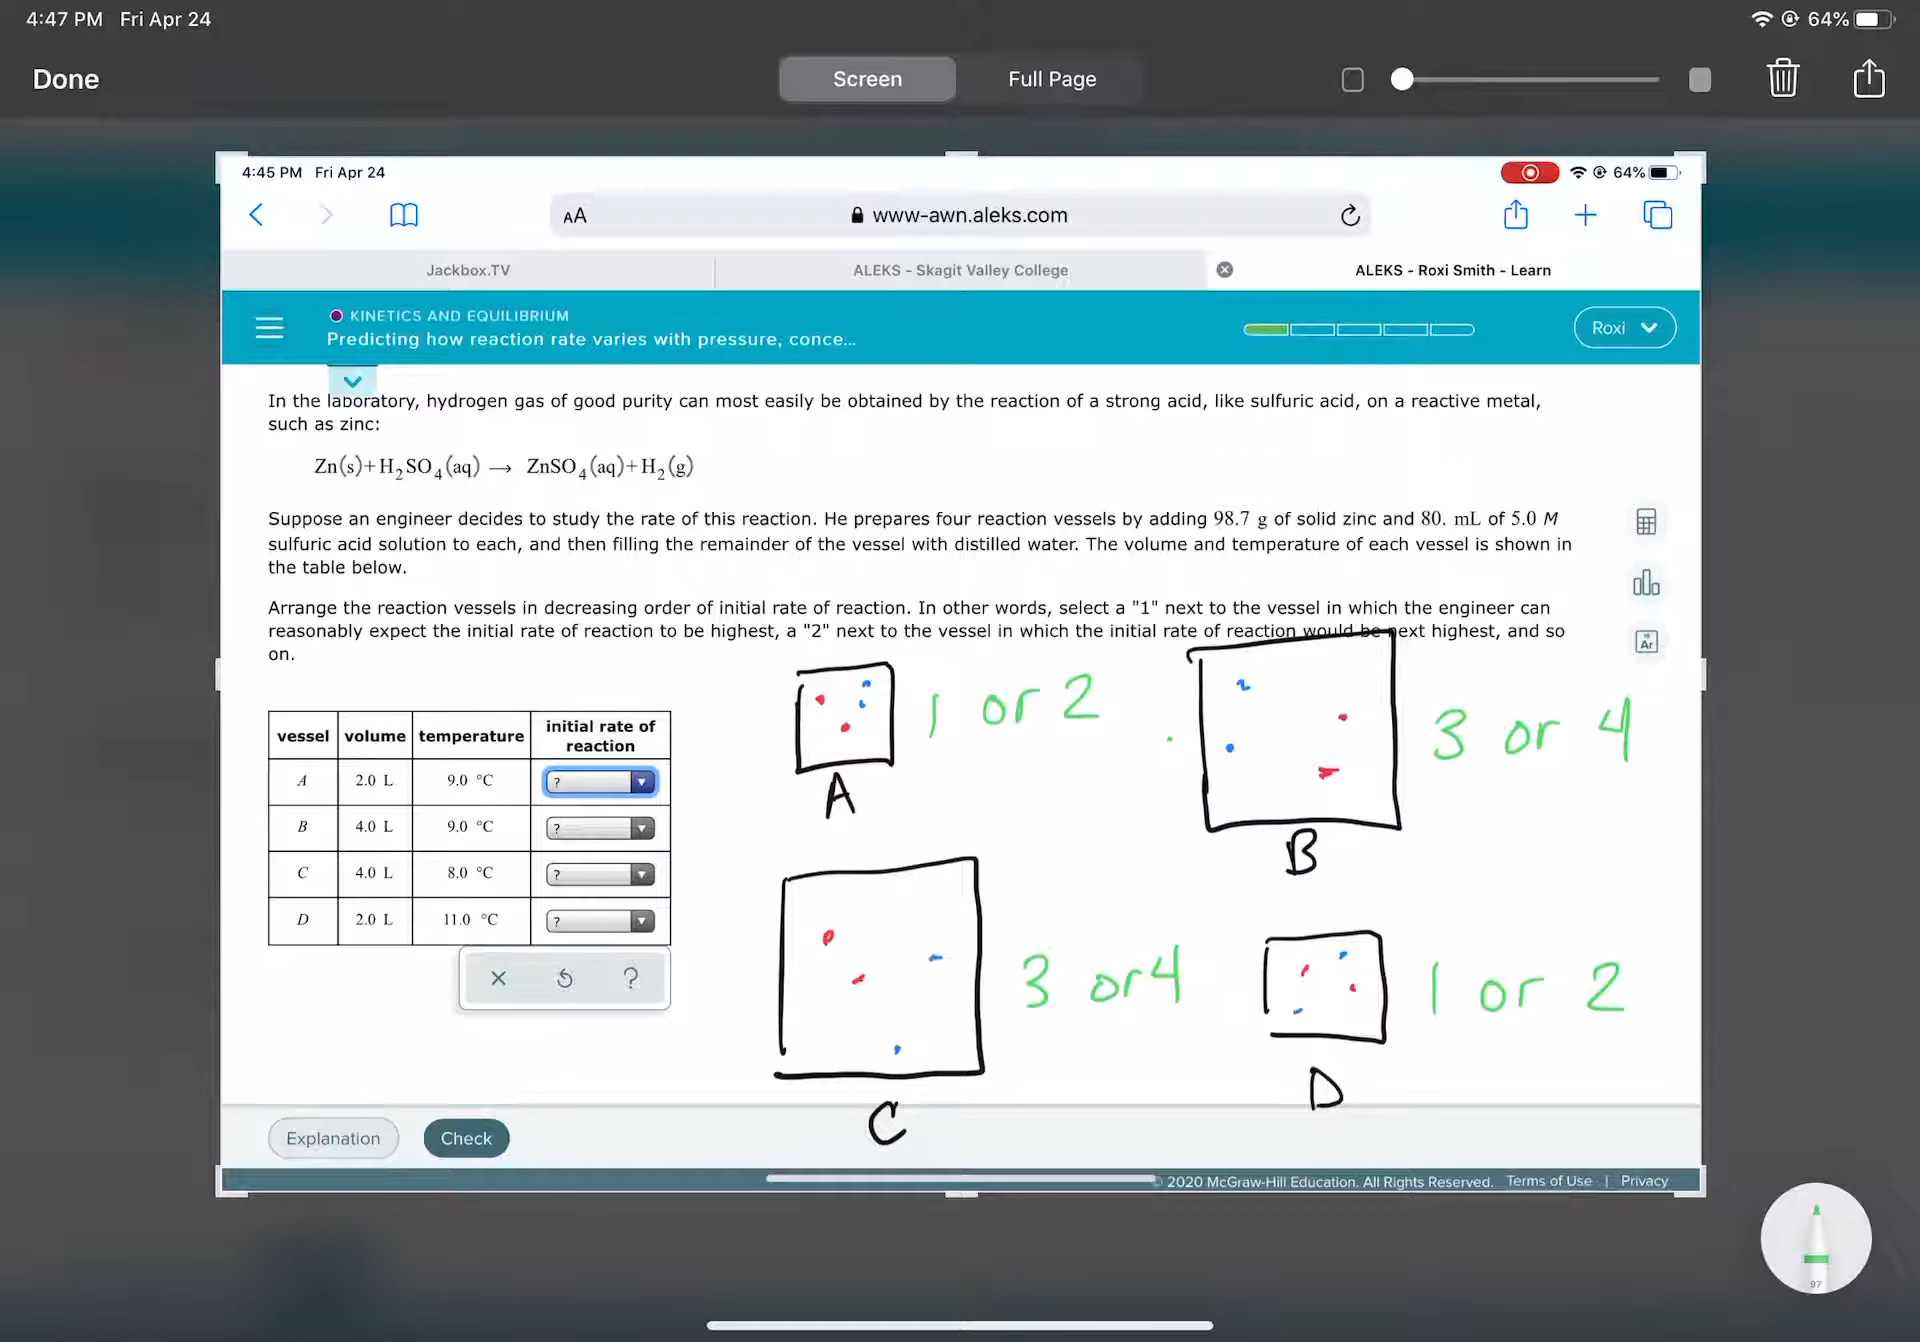 4:47 PM Fri Apr 24 64%
Done Screen Full Page
4:45 PM Fri Apr 24 64%
AA www-awn.aleks.com
Jackbox.TV ALEKS - Skagit Valley College ALEKS - Roxi Smith - Learn
KINETICS AND EQUILIBRIUM
Predicting how reaction rate varies with pressure, conce...
Roxi
In the laboratory, hydrogen gas of good purity can most easily be obtained by the reaction of a strong acid, like sulfuric acid, on a reactive metal,
such as zinc:
Zn(s)+H₂SO₄(aq) → ZnSO₄(aq)+H₂(g)
Suppose an engineer decides to study the rate of this reaction. He prepares four reaction vessels by adding 98.7 g of solid zinc and 80. mL of 5.0 M
sulfuric acid solution to each, and then filling the remainder of the vessel with distilled water. The volume and temperature of each vessel is shown in
the table below.
Arrange the reaction vessels in decreasing order of initial rate of reaction. In other words, select a "1" next to the vessel in which the engineer can
reasonably expect the initial rate of reaction to be highest, a "2" next to the vessel in which the initial rate of reaction would be next highest, and so
on.
vessel volume temperature initial rate of reaction
A 2.0 L 9.0 °C ?
B 4.0 L 9.0 °C ?
C 4.0 L 8.0 °C ?
D 2.0 L 11.0 °C ?
?
1 or 2
A
3 or 4
B
3 or 4
C
1 or 2
D
18
Ar
Explanation Check
© 2020 McGraw-Hill Education. All Rights Reserved. Terms of Use | Privacy
97